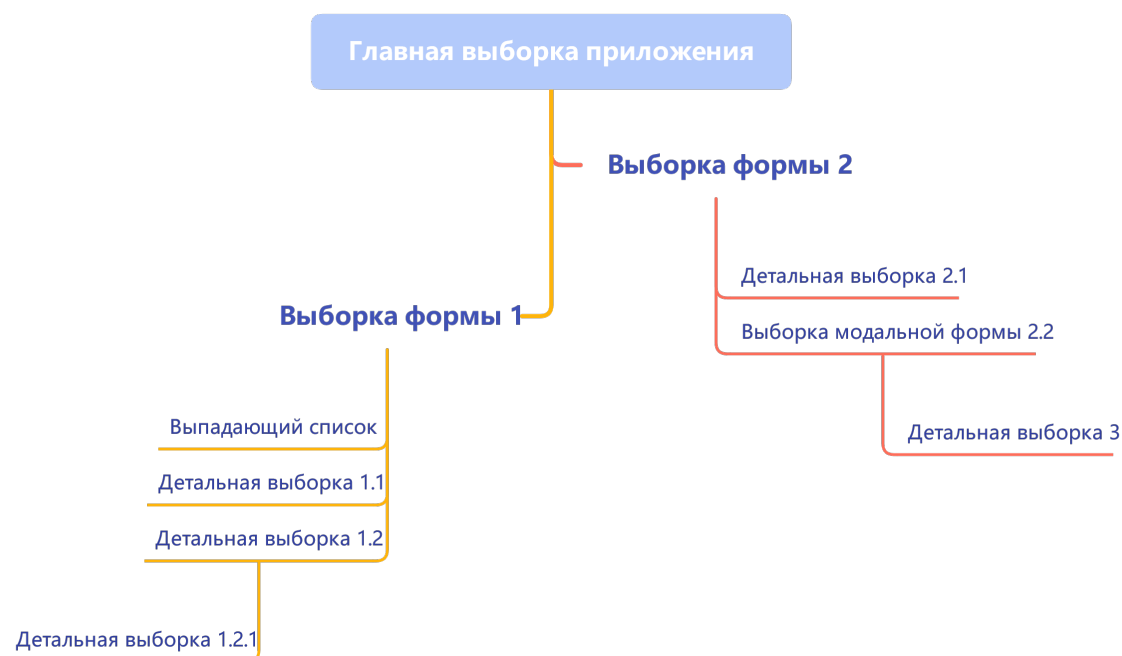 Главная выборка приложения
Выборка формы 2
Детальная выборка 2.1
Выборка модальной формы 2.2
Детальная выборка 3
Выборка формы 1
Выпадающий список
Детальная выборка 1.1
Детальная выборка 1.2
Детальная выборка 1.2.1